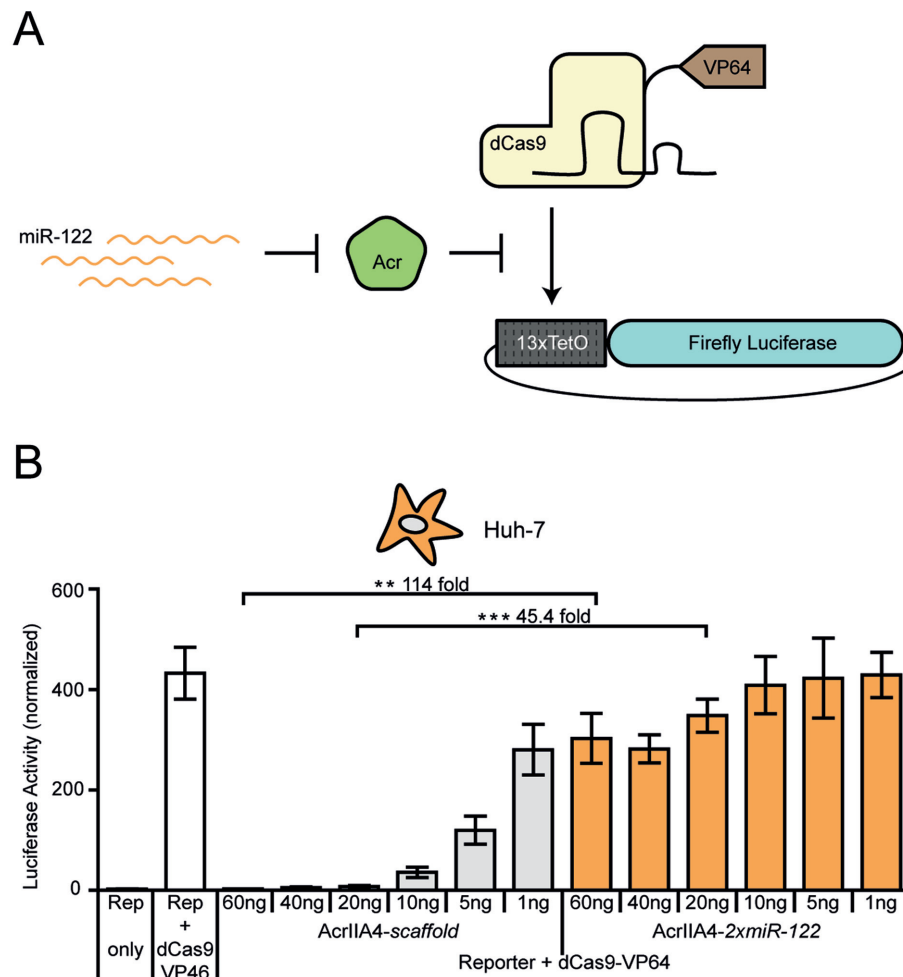 A
VP64
dCas9
miR-122
Acr
13xTetO
Firefly Luciferase
B
Huh-7
** 114 fold
*** 45.4 fold
Luciferase Activity (normalized)
600
400
200
0
Rep
only
Rep
+
dCas9
VP46
60ng
40ng
20ng
10ng
5ng
1ng
60ng
40ng
20ng
10ng
5ng
1ng
AcrIIA4-scaffold
AcrIIA4-2xmiR-122
Reporter + dCas9-VP64